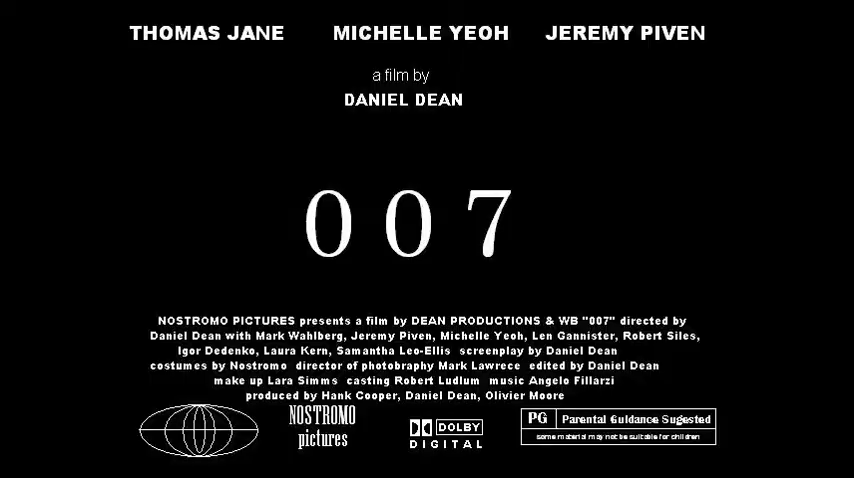 THOMAS JANE MICHELLE YEOH JEREMY PIVEN
a film by
DANIEL DEAN
0 0 7
NOSTROMO PICTURES presents a film by DEAN PRODUCTIONS & WB "007" directed by
Daniel Dean with Mark Wahlberg, Jeremy Piven, Michelle Yeoh, Len Gannister, Robert Siles,
Igor Dedenko, Laura Kern, Samantha Leo-Ellis screenplay by Daniel Dean
costumes by Nostromo director of photobraphy Mark Lawrece edited by Daniel Dean
make up Lara Simms casting Robert Ludlum music Angelo Fillarzi
produced by Hank Cooper, Daniel Dean, Olivier Moore
NOSTROMO
pictures
DOLBY
DIGITAL
PG Parental Guidance Sugested
some material may not be suitable for children